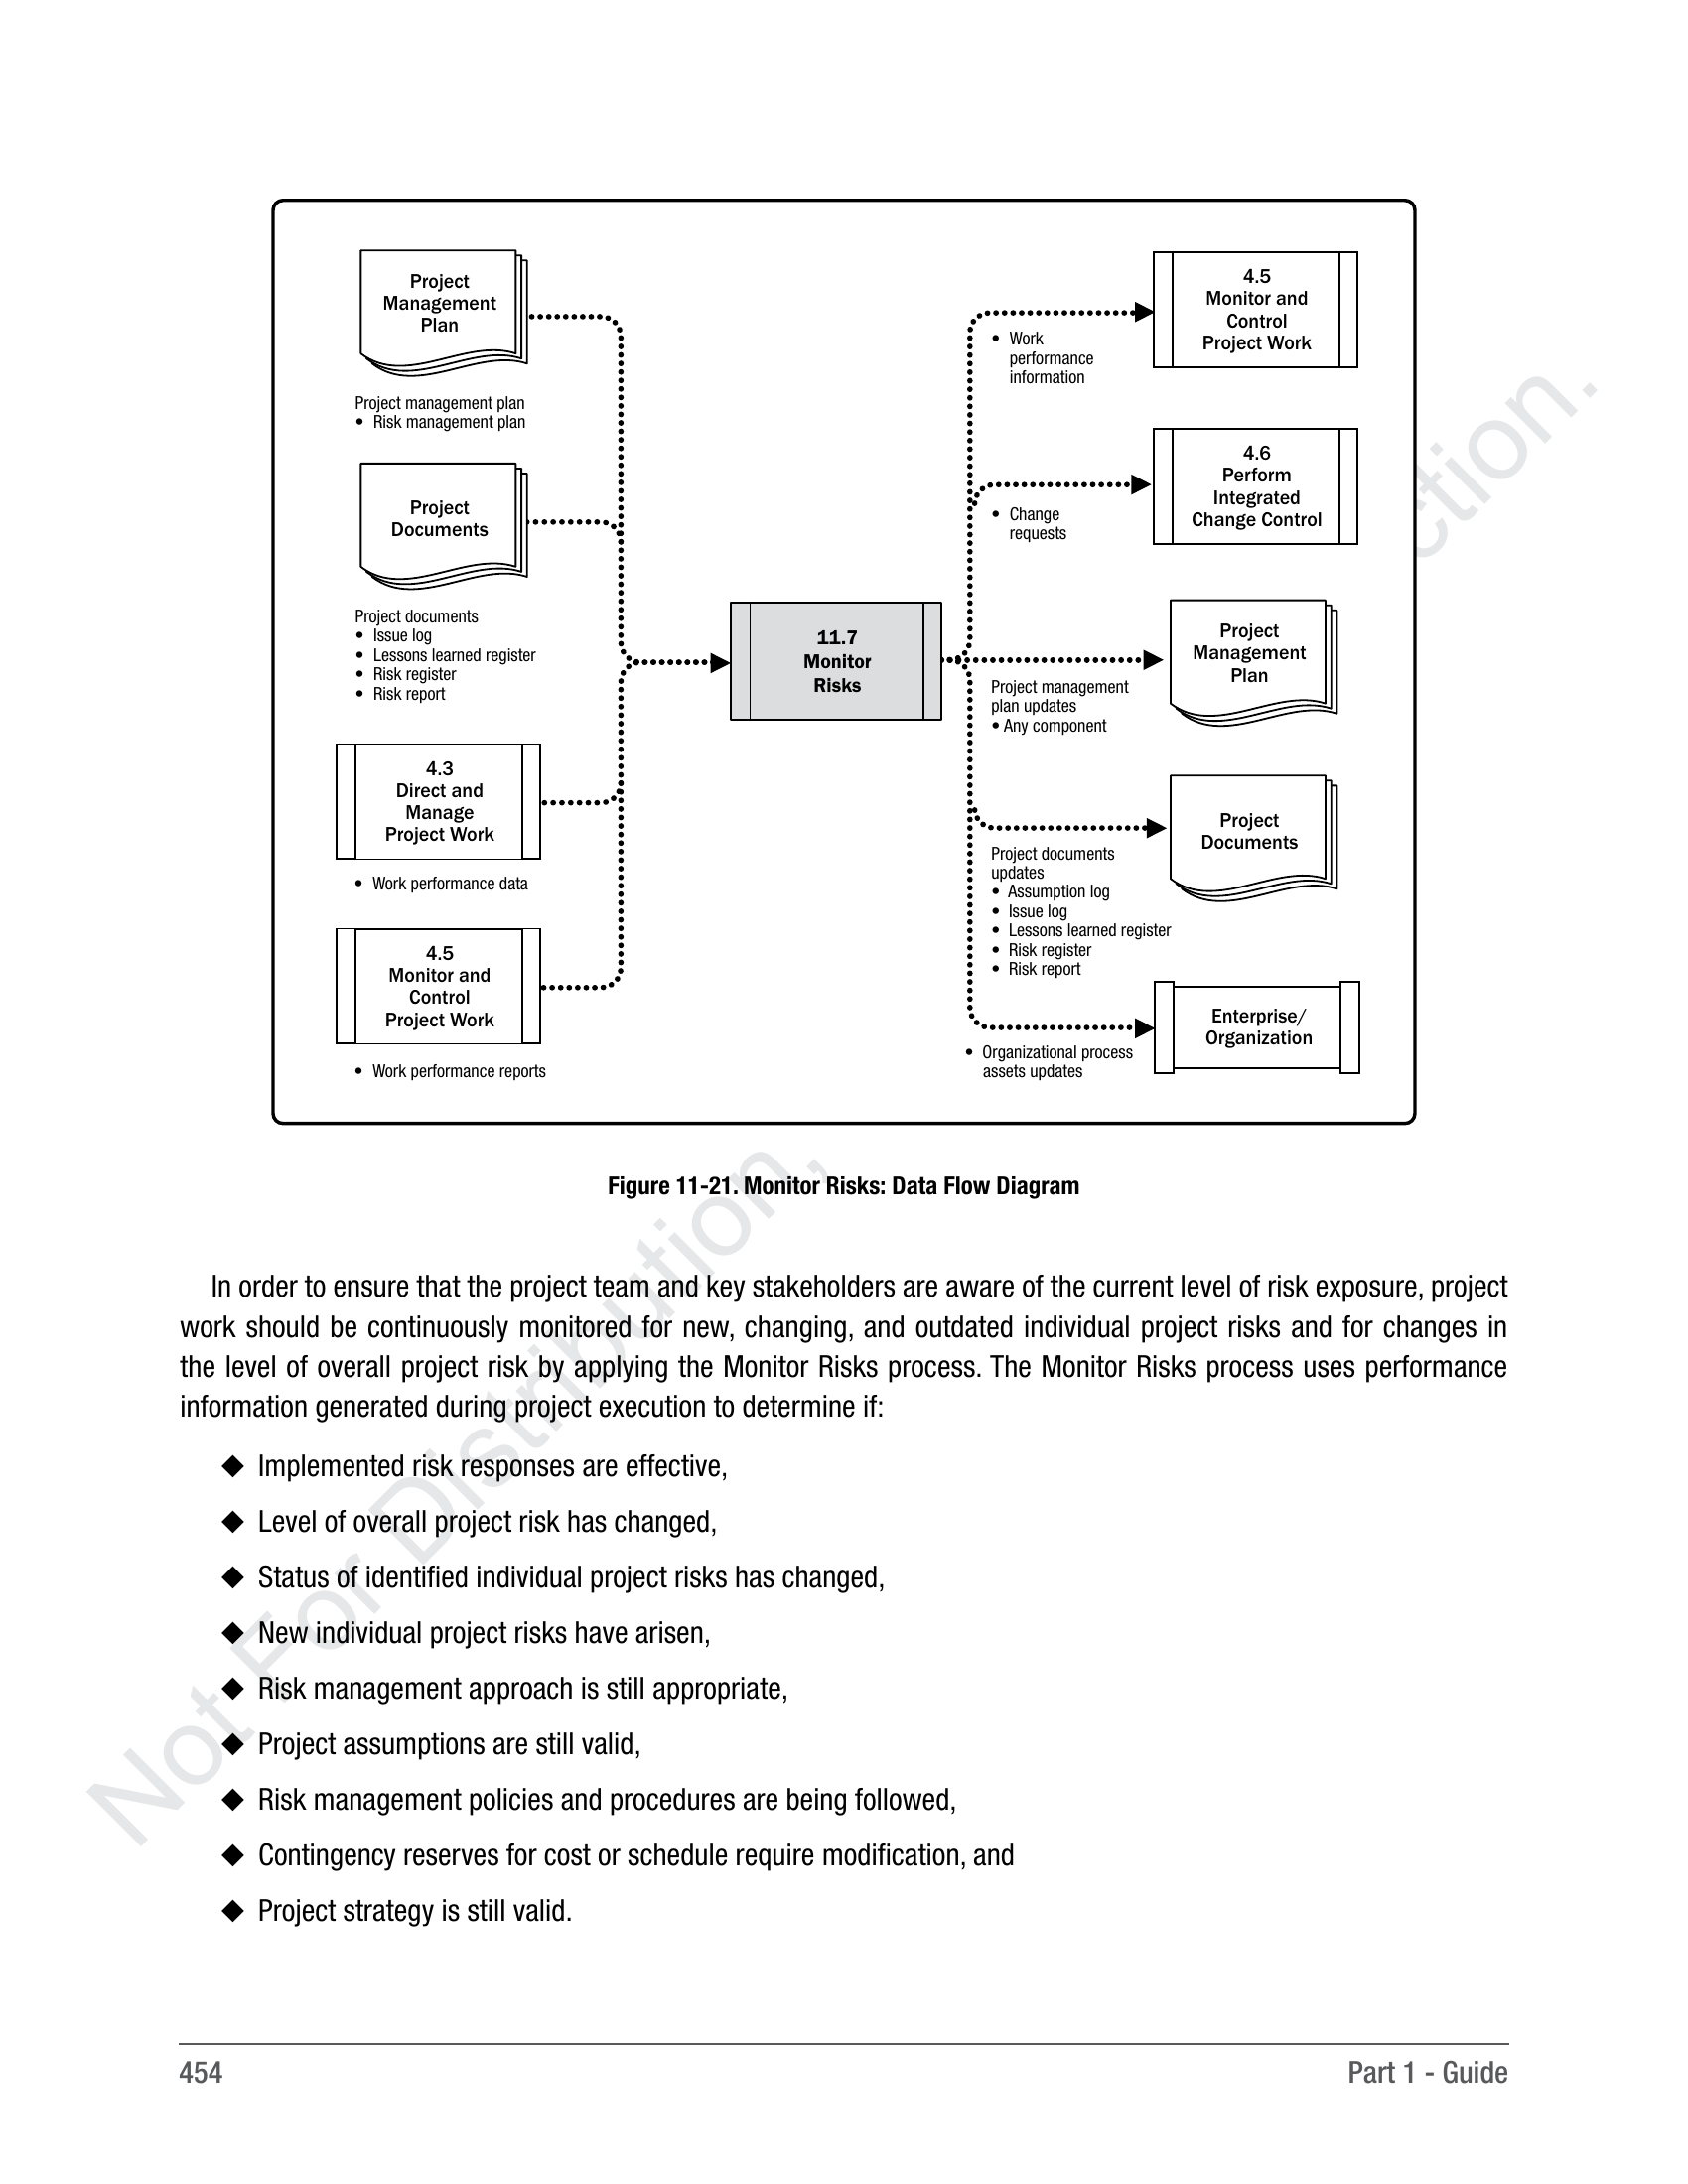 Project
Management
Plan
Project management plan
• Risk management plan
Project
Documents
Project documents
• Issue log
• Lessons learned register
• Risk register
• Risk report
4.3
Direct and
Manage
Project Work
• Work performance data
4.5
Monitor and
Control
Project Work
• Work performance reports
11.7
Monitor
Risks
4.5
Monitor and
Control
Project Work
• Work
performance
information
4.6
Perform
Integrated
Change Control
• Change
requests
Project
Management
Plan
Project management
plan updates
• Any component
Project
Documents
Project documents
updates
• Assumption log
• Issue log
• Lessons learned register
• Risk register
• Risk report
Enterprise/
Organization
• Organizational process
assets updates
Figure 11-21. Monitor Risks: Data Flow Diagram
In order to ensure that the project team and key stakeholders are aware of the current level of risk exposure, project
work should be continuously monitored for new, changing, and outdated individual project risks and for changes in
the level of overall project risk by applying the Monitor Risks process. The Monitor Risks process uses performance
information generated during project execution to determine if:
◆ Implemented risk responses are effective,
◆ Level of overall project risk has changed,
◆ Status of identified individual project risks has changed,
◆ New individual project risks have arisen,
◆ Risk management approach is still appropriate,
◆ Project assumptions are still valid,
◆ Risk management policies and procedures are being followed,
◆ Contingency reserves for cost or schedule require modification, and
◆ Project strategy is still valid.
454
Part 1 - Guide
Not For Distribution,